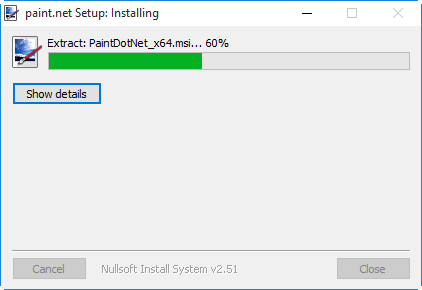 paint.net Setup: Installing
Extract: PaintDotNet_x64.msi... 60%
Show details
Cancel
Nullsoft Install System v2.51
Close